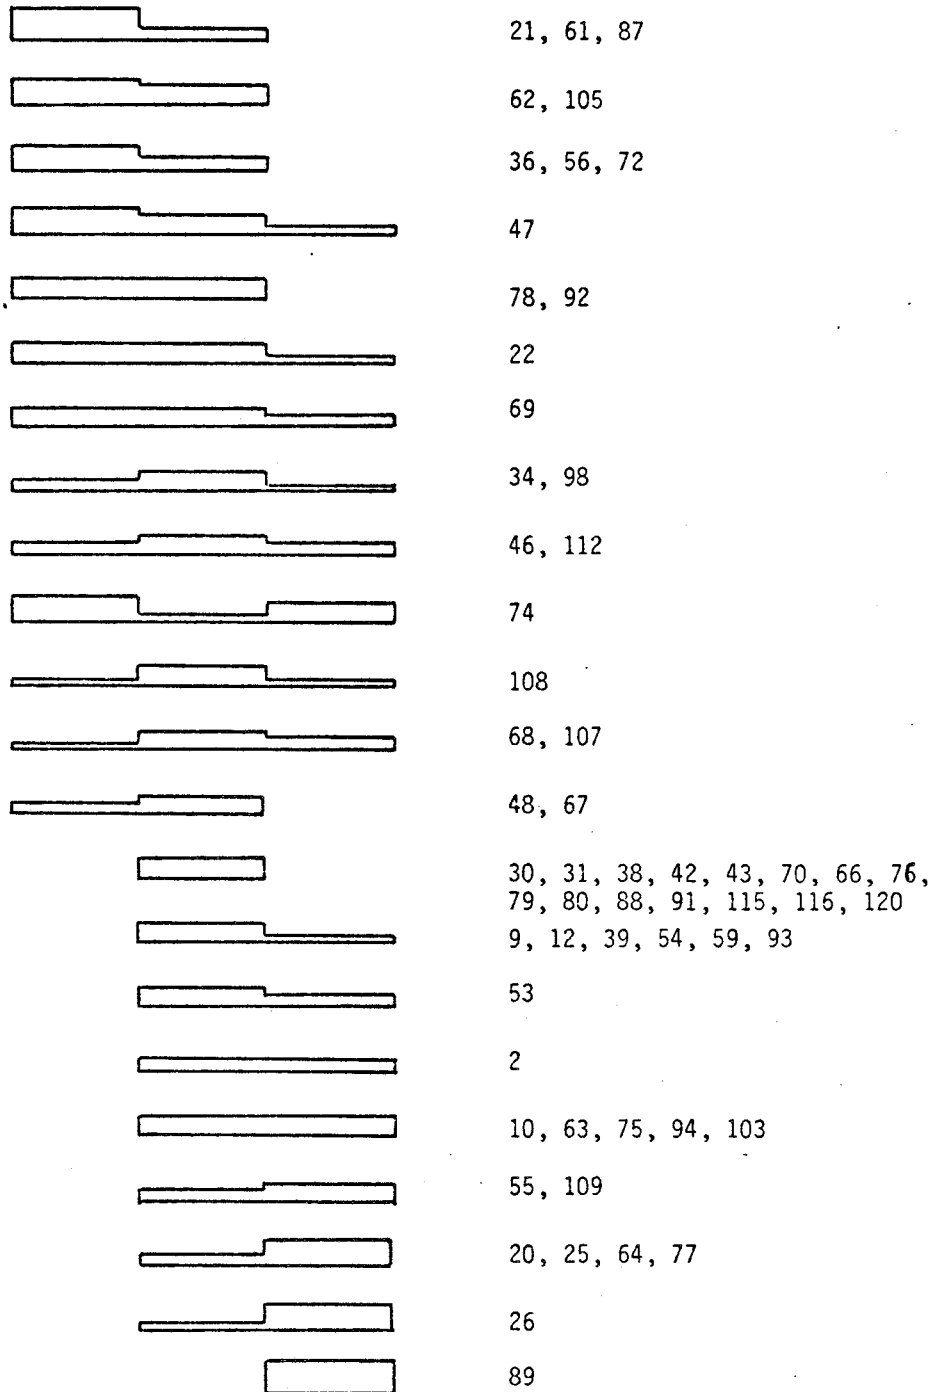 21, 61, 87
62, 105
36, 56, 72
47
78, 92
22
69
34, 98
46, 112
74
108
68, 107
48, 67
30, 31, 38, 42, 43, 70, 66, 76,
79, 80, 88, 91, 115, 116, 120
9, 12, 39, 54, 59, 93
53
2
10, 63, 75, 94, 103
55, 109
20, 25, 64, 77
26
89